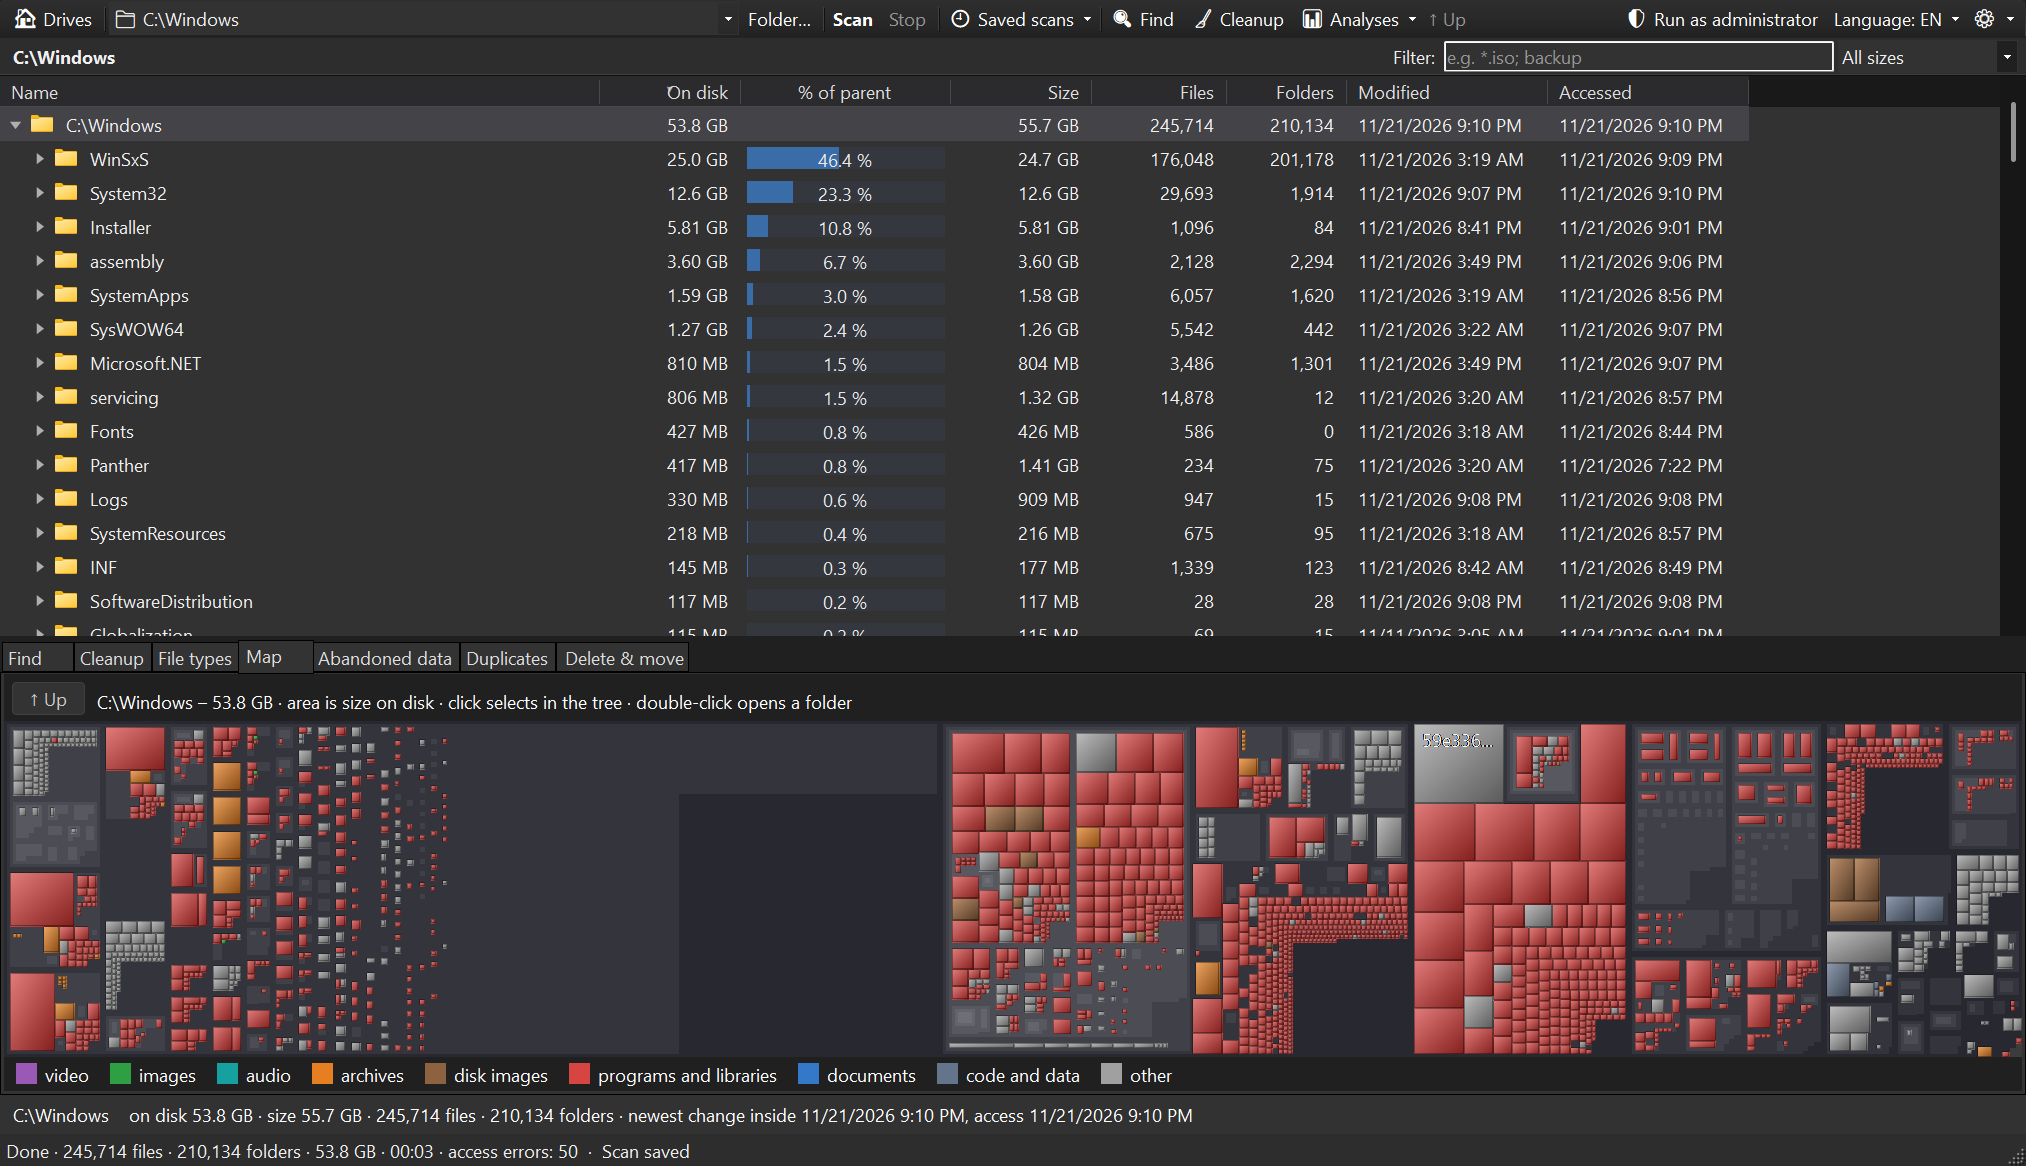 Drives C:\Windows Folder... Scan Stop Saved scans Find Cleanup Analyses ↑ Up Run as administrator Language: EN
C:\Windows Filter: e.g. *.iso; backup All sizes
Name On disk % of parent Size Files Folders Modified Accessed
C:\Windows 53.8 GB 55.7 GB 245,714 210,134 11/21/2026 9:10 PM 11/21/2026 9:10 PM
WinSxS 25.0 GB 46.4 % 24.7 GB 176,048 201,178 11/21/2026 3:19 AM 11/21/2026 9:09 PM
System32 12.6 GB 23.3 % 12.6 GB 29,693 1,914 11/21/2026 9:07 PM 11/21/2026 9:10 PM
Installer 5.81 GB 10.8 % 5.81 GB 1,096 84 11/21/2026 8:41 PM 11/21/2026 9:01 PM
assembly 3.60 GB 6.7 % 3.60 GB 2,128 2,294 11/21/2026 3:49 PM 11/21/2026 9:06 PM
SystemApps 1.59 GB 3.0 % 1.58 GB 6,057 1,620 11/21/2026 3:19 AM 11/21/2026 8:56 PM
SysWOW64 1.27 GB 2.4 % 1.26 GB 5,542 442 11/21/2026 3:22 AM 11/21/2026 9:07 PM
Microsoft.NET 810 MB 1.5 % 804 MB 3,486 1,301 11/21/2026 3:49 PM 11/21/2026 9:07 PM
servicing 806 MB 1.5 % 1.32 GB 14,878 12 11/21/2026 3:20 AM 11/21/2026 8:57 PM
Fonts 427 MB 0.8 % 426 MB 586 0 11/21/2026 3:18 AM 11/21/2026 8:44 PM
Panther 417 MB 0.8 % 1.41 GB 234 75 11/21/2026 3:20 AM 11/21/2026 7:22 PM
Logs 330 MB 0.6 % 909 MB 947 15 11/21/2026 9:08 PM 11/21/2026 9:08 PM
SystemResources 218 MB 0.4 % 216 MB 675 95 11/21/2026 3:18 AM 11/21/2026 8:57 PM
INF 145 MB 0.3 % 177 MB 1,339 123 11/21/2026 8:42 AM 11/21/2026 8:49 PM
SoftwareDistribution 117 MB 0.2 % 117 MB 28 28 11/21/2026 9:08 PM 11/21/2026 9:08 PM
Globalization 115 MB 0.2 % 115 MB 69 15 11/11/2026 3:05 AM 11/21/2026 9:01 PM
Find Cleanup File types Map Abandoned data Duplicates Delete & move
↑ Up C:\Windows – 53.8 GB · area is size on disk · click selects in the tree · double-click opens a folder
59e336...
video images audio archives disk images programs and libraries documents code and data other
C:\Windows on disk 53.8 GB · size 55.7 GB · 245,714 files · 210,134 folders · newest change inside 11/21/2026 9:10 PM, access 11/21/2026 9:10 PM
Done · 245,714 files · 210,134 folders · 53.8 GB · 00:03 · access errors: 50 · Scan saved